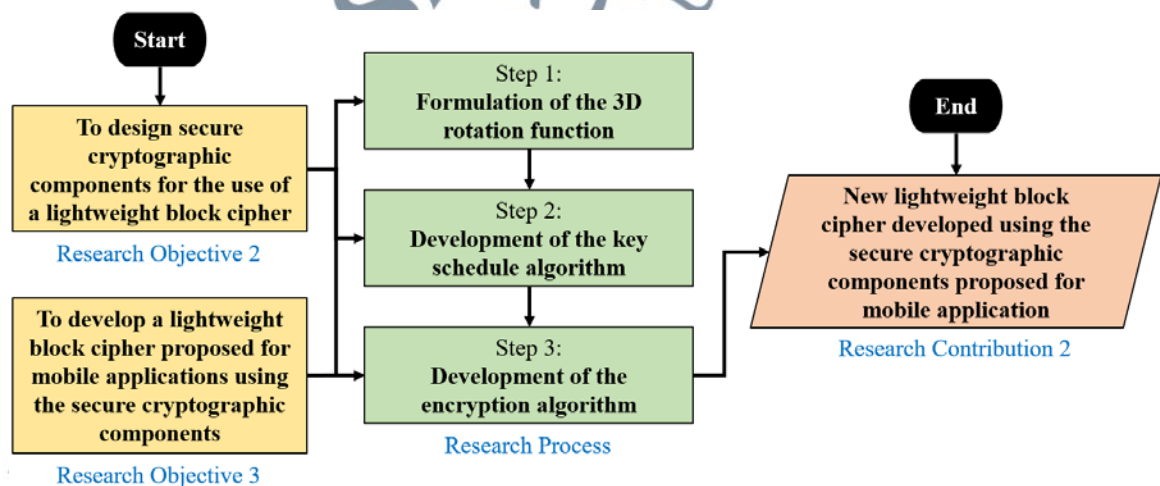 Start
To design secure
cryptographic
components for the use of
a lightweight block cipher
Research Objective 2
To develop a lightweight
block cipher proposed for
mobile applications using
the secure cryptographic
components
Research Objective 3
Step 1:
Formulation of the 3D
rotation function
Step 2:
Development of the key
schedule algorithm
Step 3:
Development of the
encryption algorithm
Research Process
End
New lightweight block
cipher developed using the
secure cryptographic
components proposed for
mobile application
Research Contribution 2